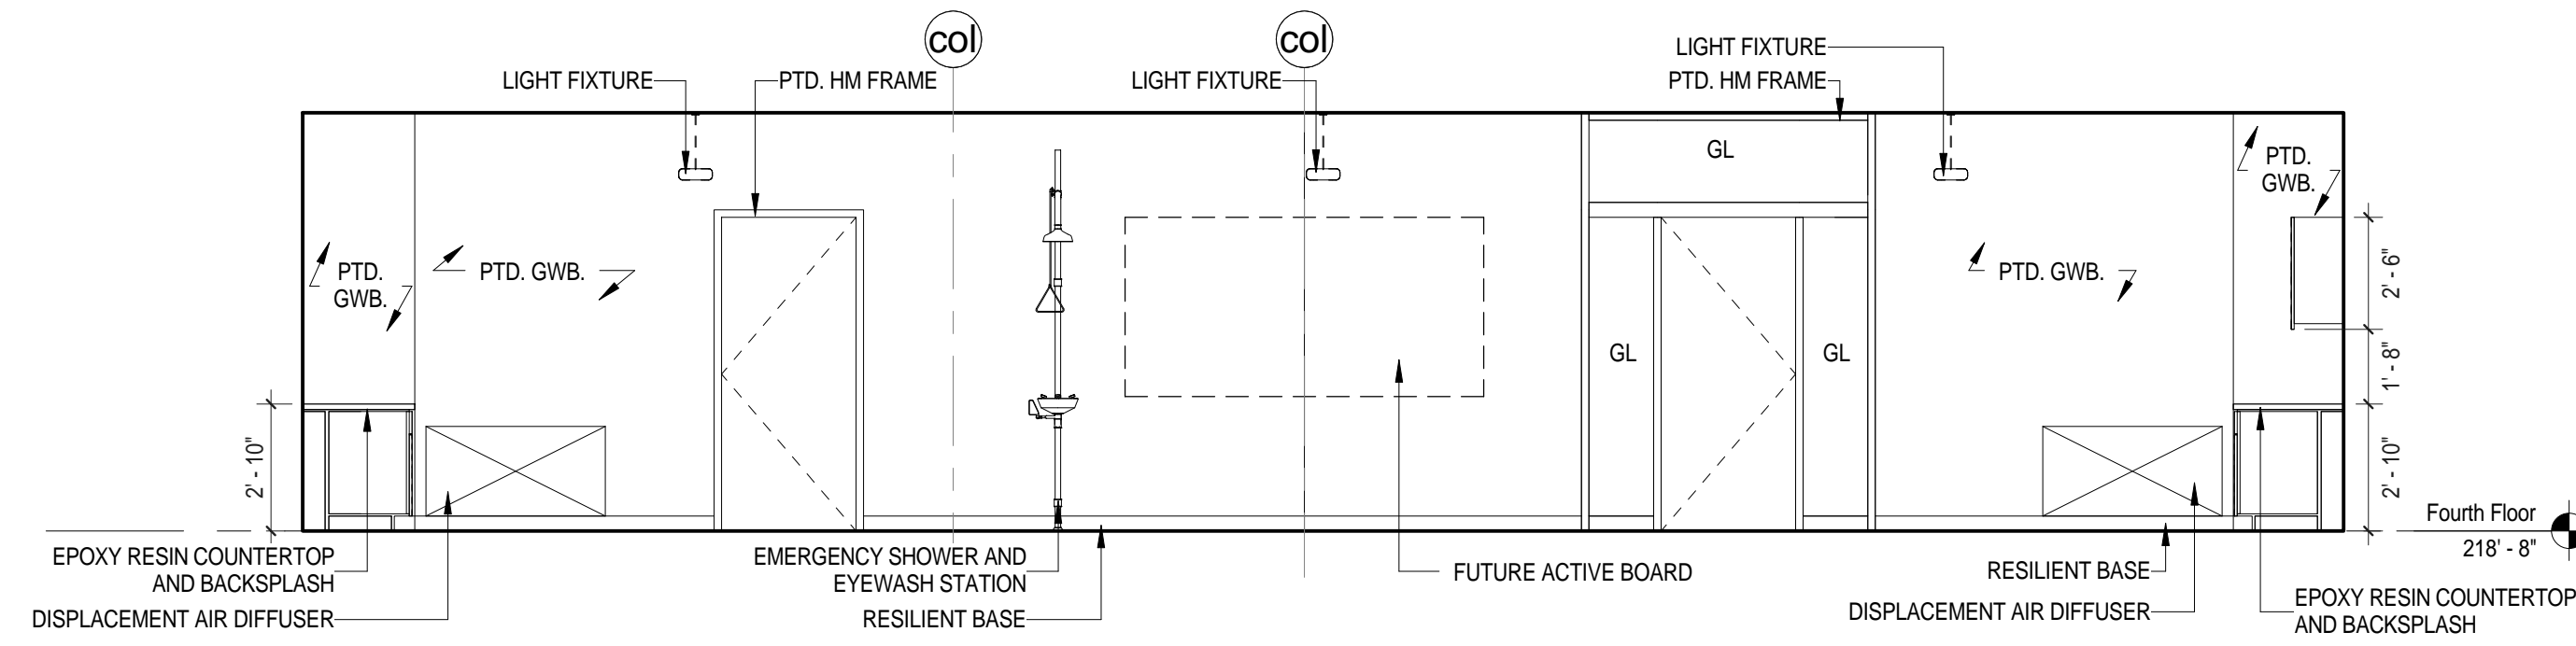 col
col
LIGHT FIXTURE
LIGHT FIXTURE
PTD. HM FRAME
LIGHT FIXTURE
PTD. HM FRAME
GL
PTD.
GWB.
PTD.
GWB.
PTD. GWB.
PTD. GWB.
2' - 6"
GL
GL
1' - 8"
2' - 10"
2' - 10"
Fourth Floor
218' - 8"
EPOXY RESIN COUNTERTOP
AND BACKSPLASH
DISPLACEMENT AIR DIFFUSER
EMERGENCY SHOWER AND
EYEWASH STATION
RESILIENT BASE
FUTURE ACTIVE BOARD
RESILIENT BASE
DISPLACEMENT AIR DIFFUSER
EPOXY RESIN COUNTERTOP
AND BACKSPLASH